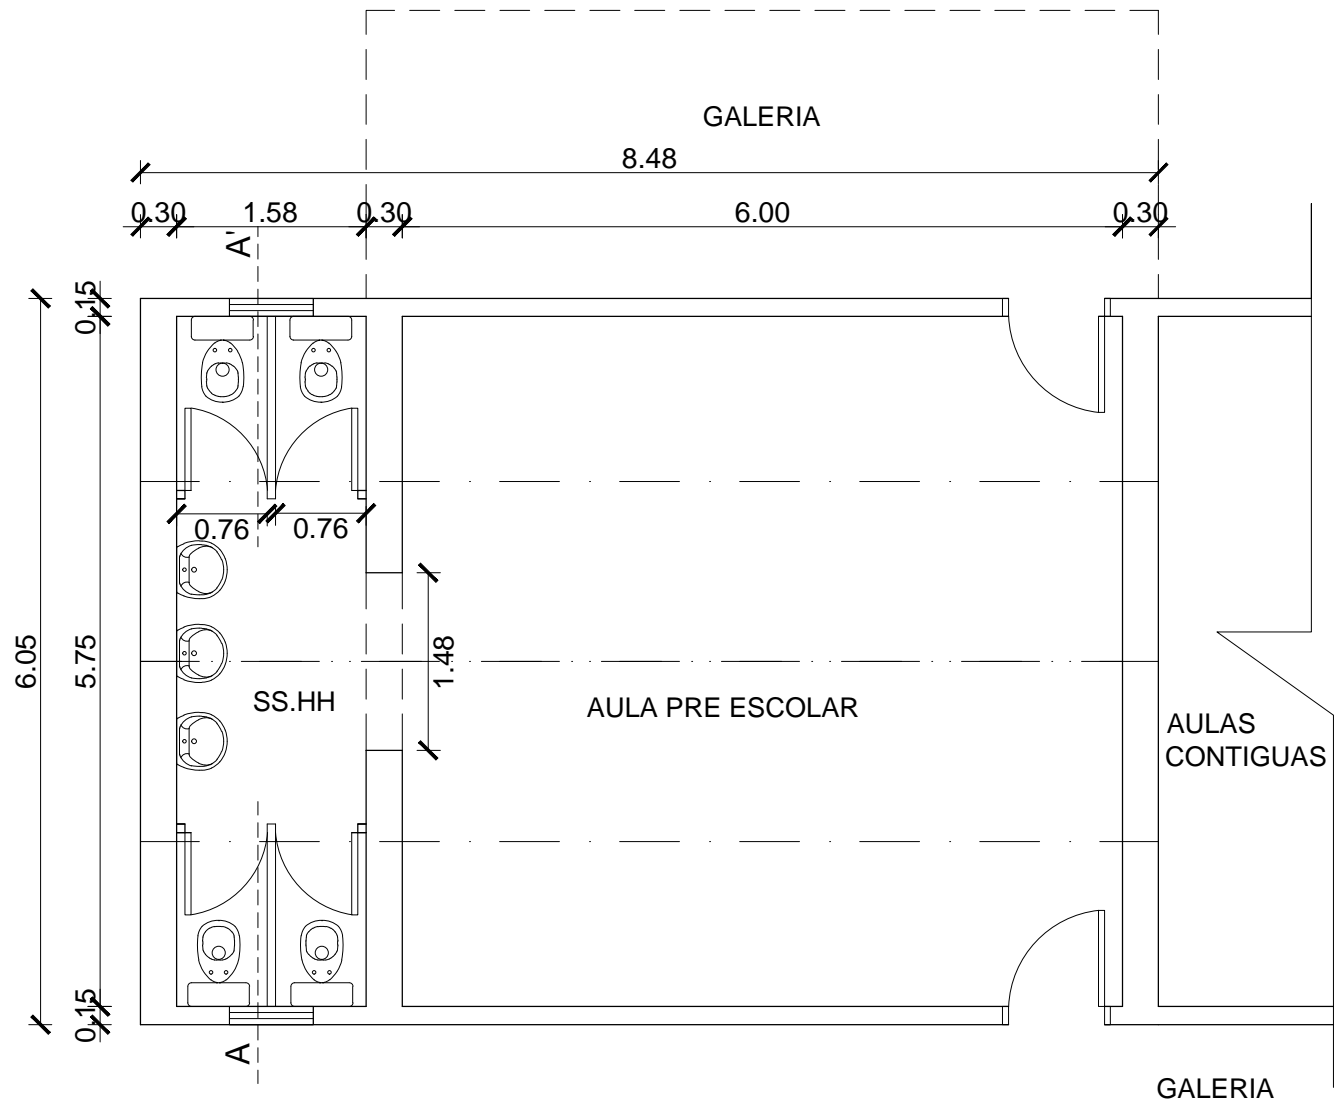 GALERIA
8.48
0.30
1.58
0.30
6.00
0.30
A'
0.15
0.76
0.76
6.05
5.75
1.48
SS.HH
AULA PRE ESCOLAR
AULAS
CONTIGUAS
0.15
A
GALERIA